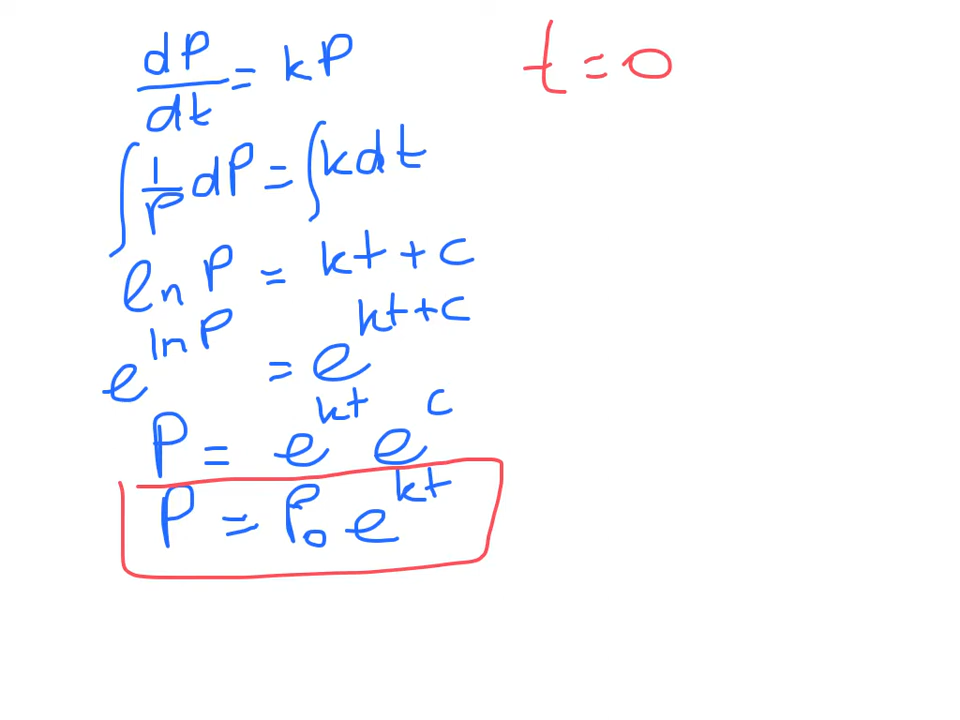 dP/dt = kP
t = 0
∫ 1/P dP = ∫ k dt
ln P = kt + c
e^{ln P} = e^{kt + c}
P = e^{kt} e^{c}
P = P₀ e^{kt}